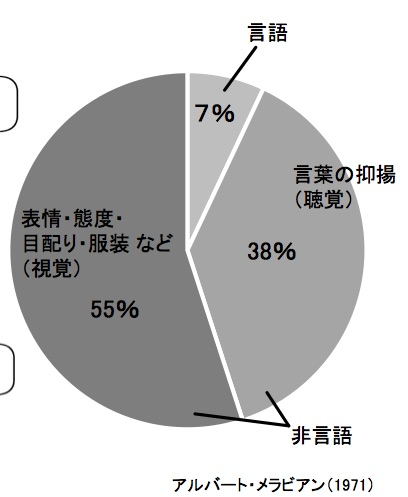 言語
7%
言葉の抑揚
(聴覚)
38%
表情・態度・
目配り・服装 など
(視覚)
55%
非言語
アルバート・メラビアン(1971)